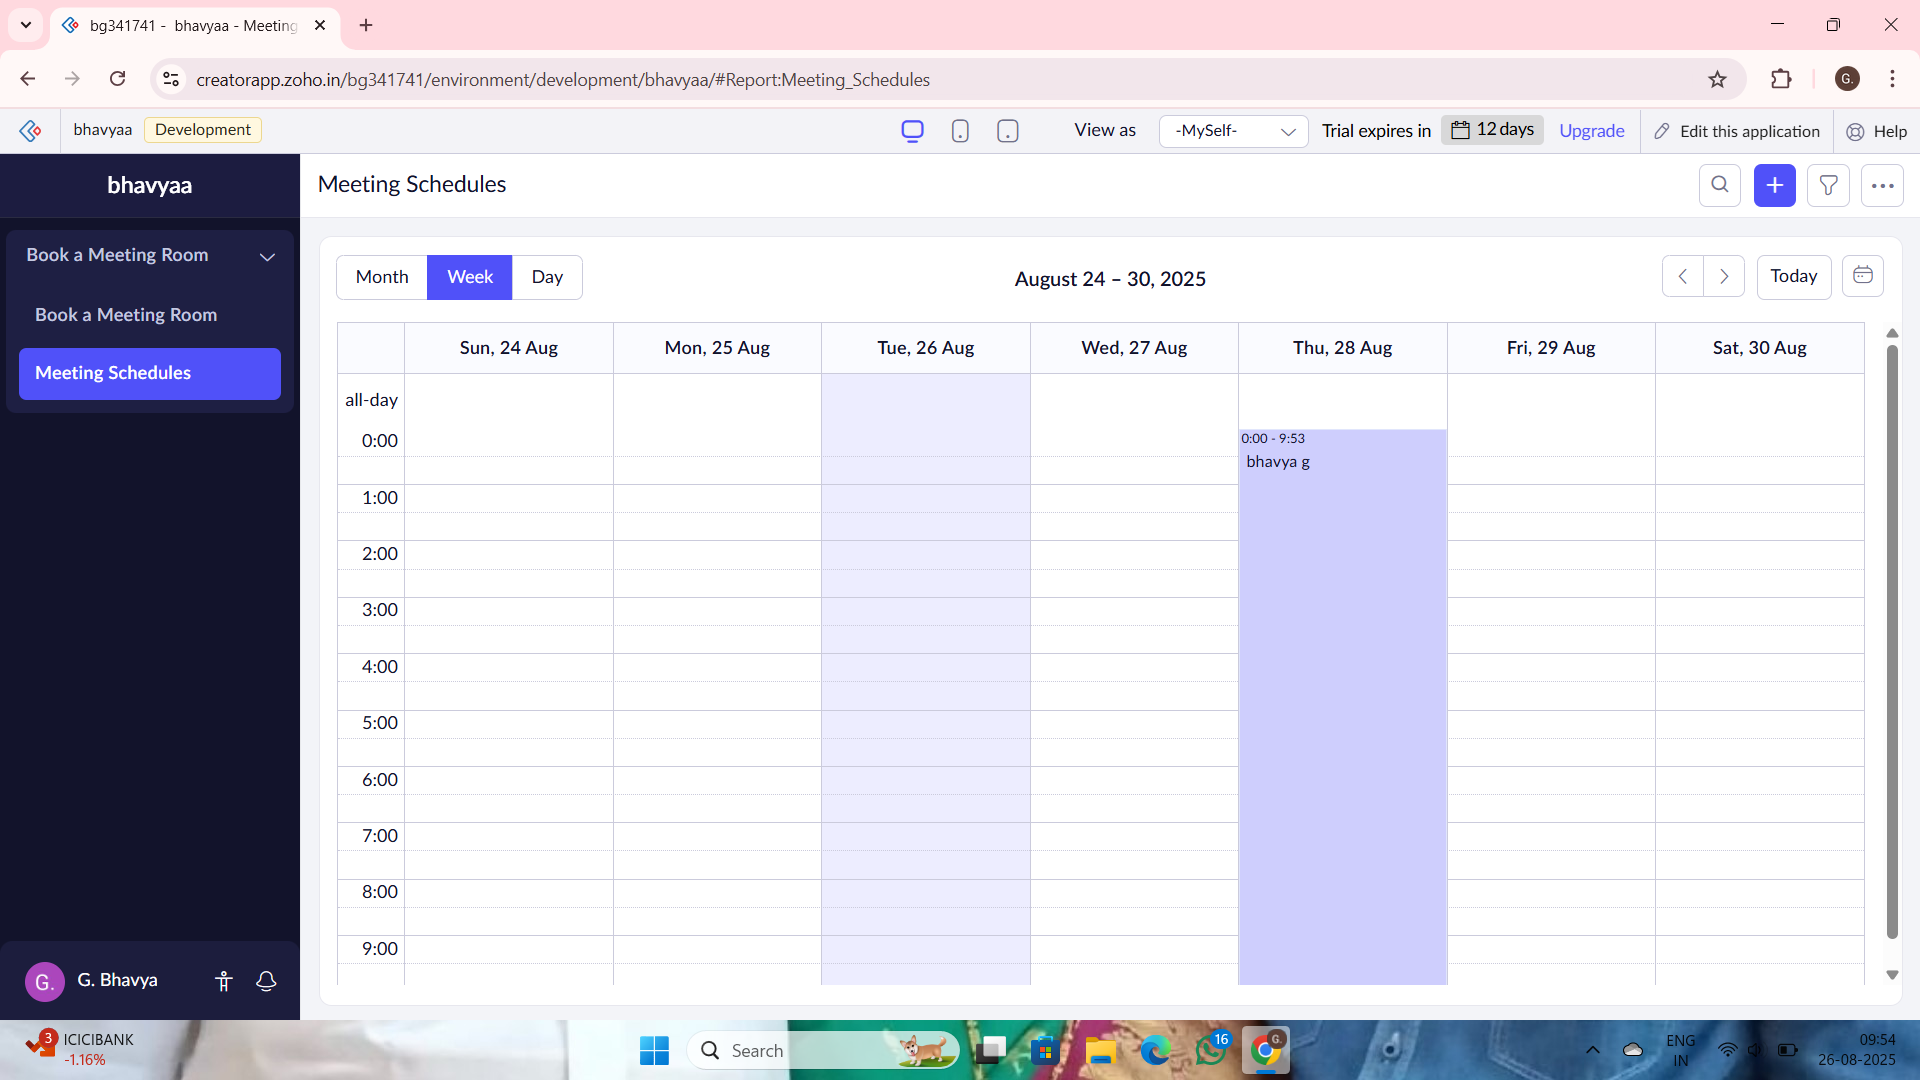 bg341741 -  bhavyaa - Meeting
creatorapp.zoho.in/bg341741/environment/development/bhavyaa/#Report:Meeting_Schedules
G.
bhavyaa
Development
View as
-MySelf-
Trial expires in
12 days
Upgrade
Edit this application
Help
bhavyaa
Book a Meeting Room
Book a Meeting Room
Meeting Schedules
Meeting Schedules
Month
Week
Day
August 24 – 30, 2025
Today
Sun, 24 Aug
Mon, 25 Aug
Tue, 26 Aug
Wed, 27 Aug
Thu, 28 Aug
Fri, 29 Aug
Sat, 30 Aug
all-day
0:00
0:00 - 9:53
bhavya g
1:00
2:00
3:00
4:00
5:00
6:00
7:00
8:00
9:00
G.
G. Bhavya
3
ICICIBANK
-1.16%
Search
16
G.
ENG
IN
09:54
26-08-2025